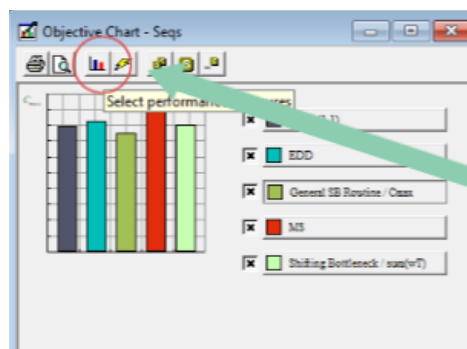 Objective Chart - Seqs
Select performance
EDD
General SB Routine / Cmax
MS
Shifting Bottleneck / sum(wT)